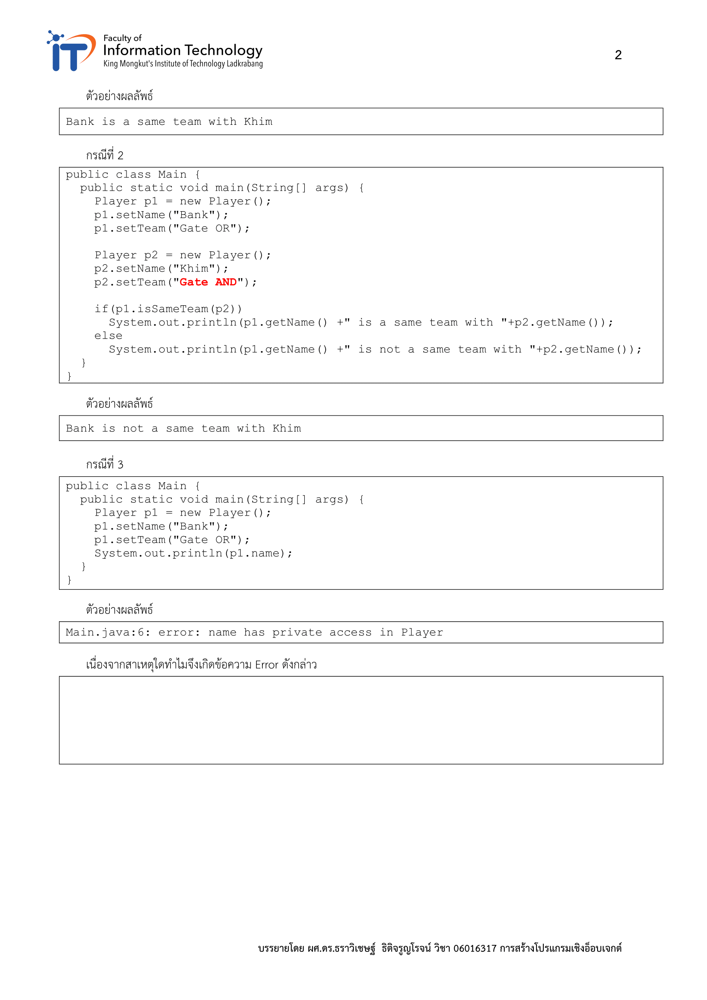 Faculty of
Information Technology
King Mongkut's Institute of Technology Ladkrabang
2
ตัวอย่างผลลัพธ์
Bank is a same team with Khim
กรณีที่ 2
public class Main {
  public static void main(String[] args) {
    Player p1 = new Player();
    p1.setName("Bank");
    p1.setTeam("Gate OR");

    Player p2 = new Player();
    p2.setName("Khim");
    p2.setTeam("Gate AND");

    if(p1.isSameTeam(p2))
      System.out.println(p1.getName() +" is a same team with "+p2.getName());
    else
      System.out.println(p1.getName() +" is not a same team with "+p2.getName());
  }
}
ตัวอย่างผลลัพธ์
Bank is not a same team with Khim
กรณีที่ 3
public class Main {
  public static void main(String[] args) {
    Player p1 = new Player();
    p1.setName("Bank");
    p1.setTeam("Gate OR");
    System.out.println(p1.name);
  }
}
ตัวอย่างผลลัพธ์
Main.java:6: error: name has private access in Player
เนื่องจากสาเหตุใดทำไมจึงเกิดข้อความ Error ดังกล่าว
บรรยายโดย ผศ.ดร.ธราวิเชษฐ์ ธิติจรูญโรจน์ วิชา 06016317 การสร้างโปรแกรมเชิงอ็อบเจกต์